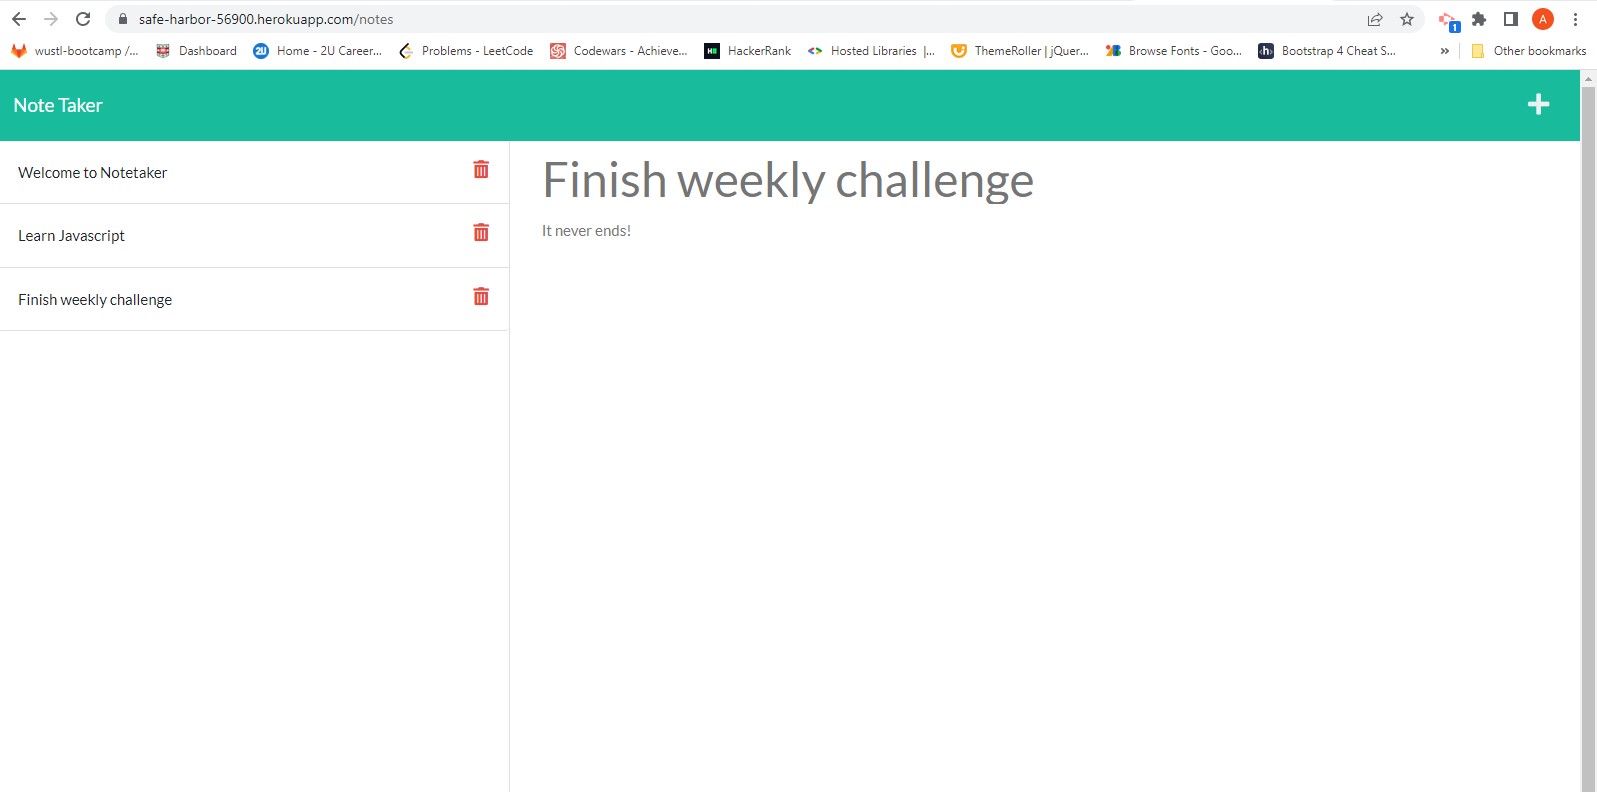 safe-harbor-56900.herokuapp.com/notes
1
A
wustl-bootcamp /...
Dashboard
2U
Home - 2U Career...
Problems - LeetCode
Codewars - Achieve...
HackerRank
Hosted Libraries |...
ThemeRoller | jQuer...
Browse Fonts - Goo...
Bootstrap 4 Cheat S...
»
Other bookmarks
Note Taker
Welcome to Notetaker
Learn Javascript
Finish weekly challenge
Finish weekly challenge
It never ends!